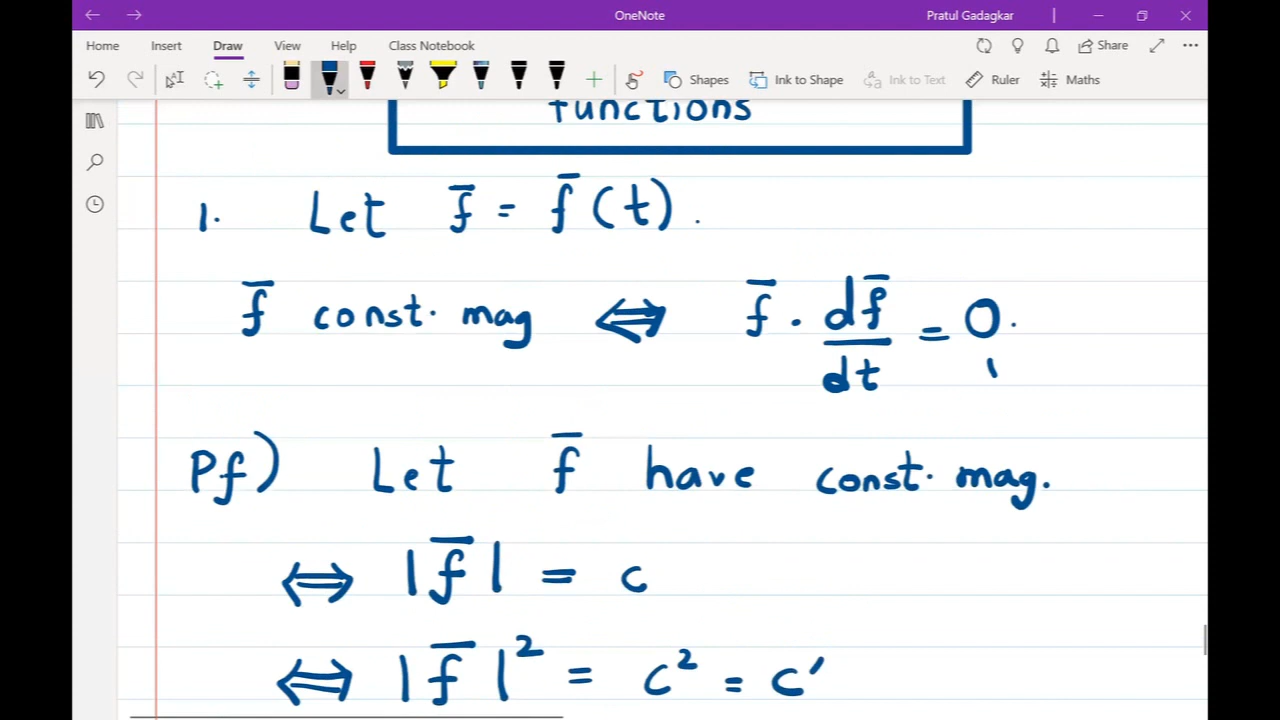 OneNote
Pratul Gadagkar
Home Insert Draw View Help Class Notebook
Share
Shapes Ink to Shape Ink to Text Ruler Maths
functions
1. Let f̄ = f̄(t).
f̄ const. mag ⇔ f̄ · df̄/dt = 0.
Pf) Let f̄ have const. mag.
⇔ |f̄| = c
⇔ |f̄|² = c² = c'